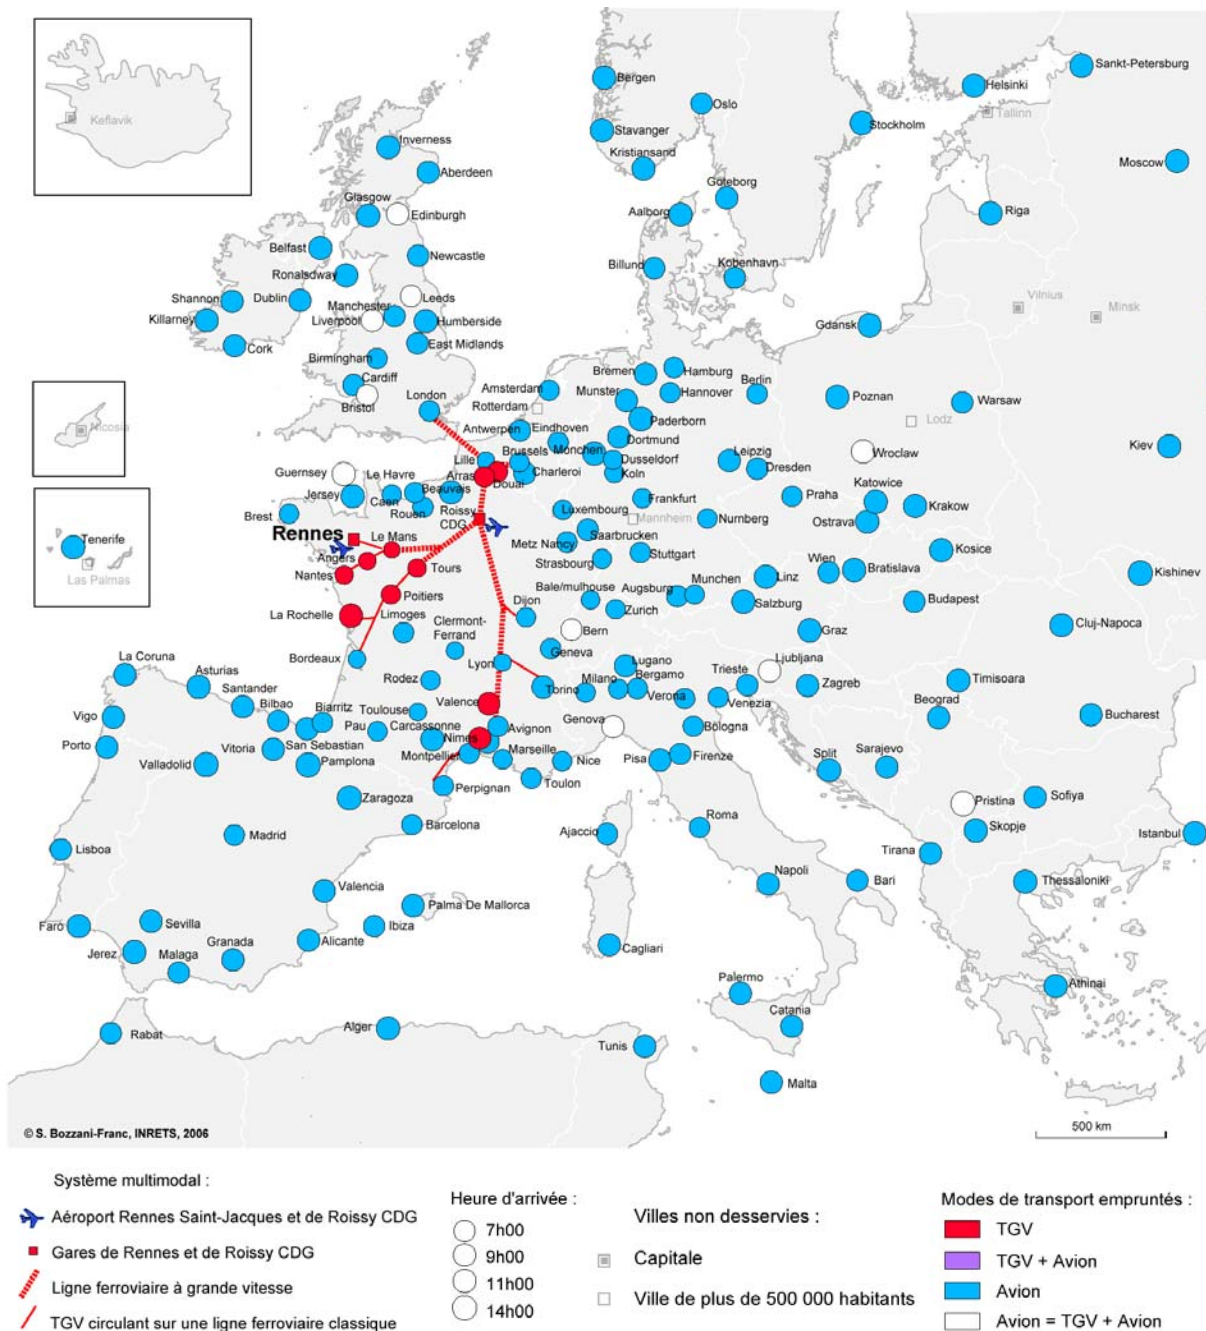 Keflavik
Bergen
Oslo
Stavanger
Kristiansand
Stockholm
Helsinki
Sankt-Petersburg
Tallinn
Moscow
Inverness
Aberdeen
Glasgow
Edinburgh
Goteborg
Aalborg
Riga
Belfast
Newcastle
Ronalsdway
Billund
Kobenhavn
Shannon
Dublin
Leeds
Manchester
Killarney
Liverpool
Humberside
Vilnius
Minsk
Gdansk
Cork
East Midlands
Birmingham
Cardiff
Bristol
London
Bremen
Hamburg
Amsterdam
Munster
Hannover
Berlin
Rotterdam
Poznan
Warsaw
Nicosia
Paderborn
Lodz
Antwerpen
Eindhoven
Dortmund
Kiev
Brussels
Monchen
Leipzig
Wroclaw
Lille
Dusseldorf
Guernsey
Le Havre
Arras
Charleroi
Koln
Dresden
Douai
Jersey
Caen
Beauvais
Rouen
Roissy
CDG
Luxembourg
Frankfurt
Praha
Katowice
Krakow
Brest
Mannheim
Nurnberg
Ostrava
Rennes
Le Mans
Metz Nancy
Saarbrucken
Stuttgart
Kosice
Tenerife
Angers
Strasbourg
Wien
Bratislava
Las Palmas
Nantes
Tours
Bale/mulhouse
Augsburg
Munchen
Linz
Kishinev
Poitiers
Dijon
Zurich
Salzburg
Budapest
La Rochelle
Limoges
Clermont-
Ferrand
Bern
Graz
Cluj-Napoca
Bordeaux
Lyon
Geneva
Lugano
Ljubljana
La Coruna
Asturias
Rodez
Torino
Milano
Bergamo
Trieste
Zagreb
Timisoara
Santander
Verona
Venezia
Beograd
Bucharest
Vigo
Bilbao
Biarritz
Toulouse
Valence
Pau
Carcassonne
Avignon
Genova
Bologna
Porto
Vitoria
San Sebastian
Nimes
Marseille
Valladolid
Pamplona
Montpellier
Nice
Pisa
Firenze
Split
Sarajevo
Perpignan
Toulon
Zaragoza
Pristina
Sofiya
Madrid
Barcelona
Ajaccio
Roma
Skopje
Istanbul
Lisboa
Tirana
Valencia
Napoli
Bari
Thessaloniki
Palma De Mallorca
Faro
Sevilla
Ibiza
Jerez
Granada
Alicante
Malaga
Cagliari
Palermo
Athinai
Catania
Rabat
Alger
Tunis
Malta
© S. Bozzani-Franc, INRETS, 2006
500 km
Système multimodal :
Aéroport Rennes Saint-Jacques et de Roissy CDG
Gares de Rennes et de Roissy CDG
Ligne ferroviaire à grande vitesse
TGV circulant sur une ligne ferroviaire classique
Heure d'arrivée :
7h00
9h00
11h00
14h00
Villes non desservies :
Capitale
Ville de plus de 500 000 habitants
Modes de transport empruntés :
TGV
TGV + Avion
Avion
Avion = TGV + Avion